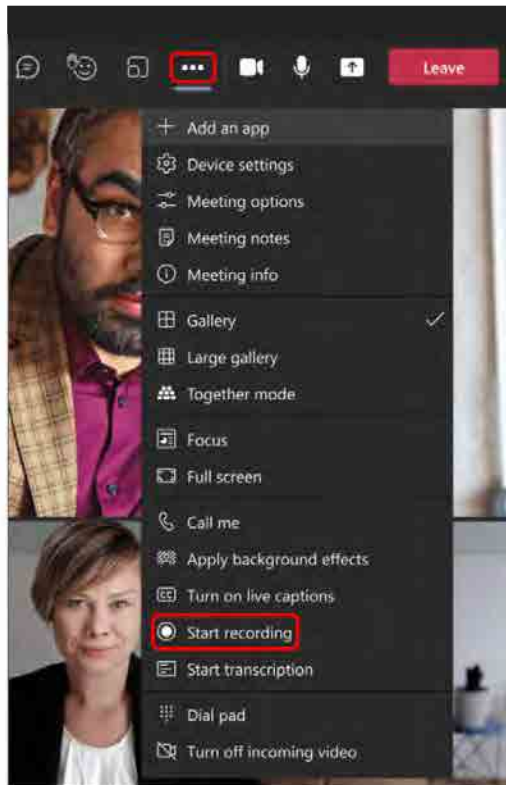 Leave
Add an app
Device settings
Meeting options
Meeting notes
Meeting info
Gallery
Large gallery
Together mode
Focus
Full screen
Call me
Apply background effects
CC Turn on live captions
Start recording
Start transcription
Dial pad
Turn off incoming video